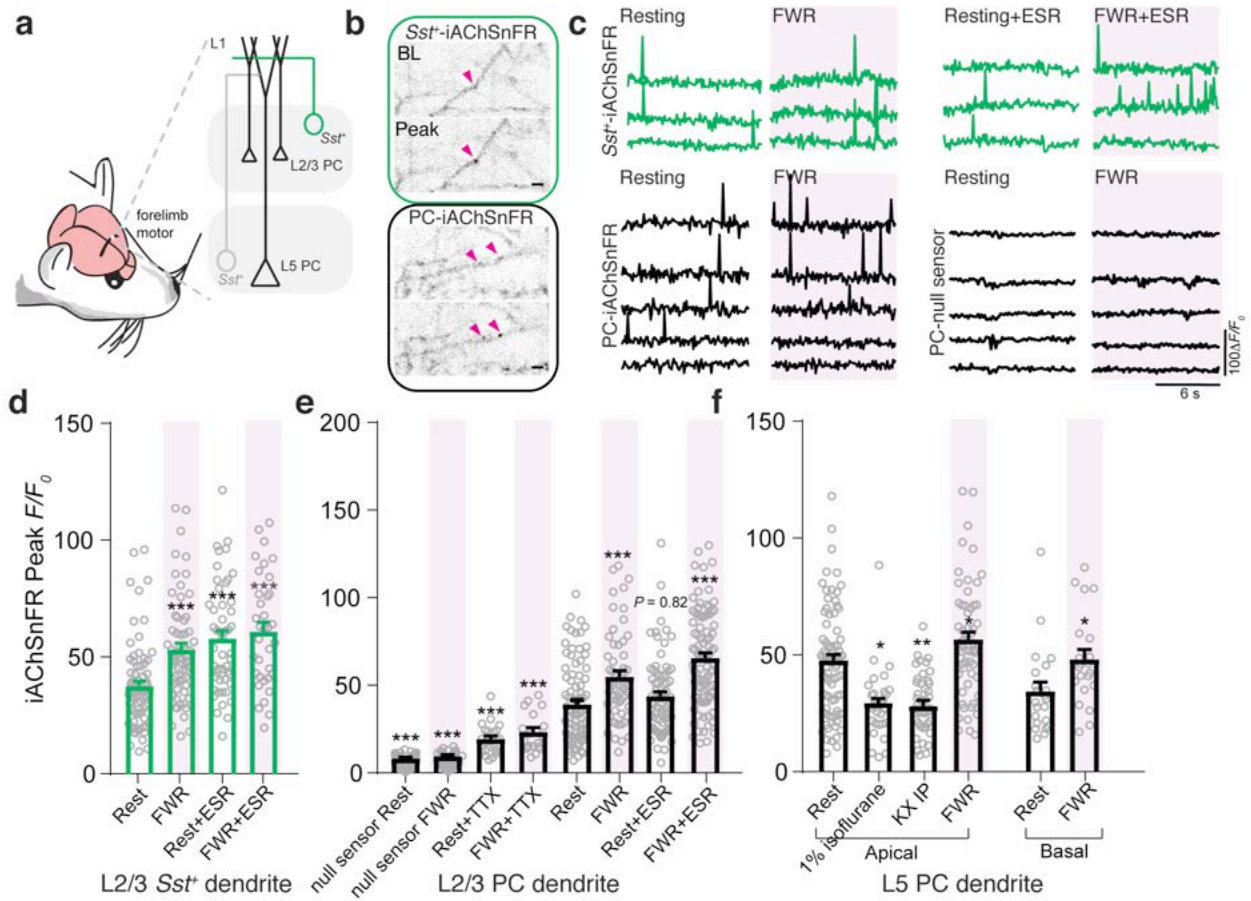 a
L1
Sst+
L2/3 PC
forelimb
motor
Sst+
L5 PC
b
Sst+-iAChSnFR
BL
Peak
PC-iAChSnFR
c
Resting
FWR
Resting+ESR
FWR+ESR
Sst+-iAChSnFR
Resting
FWR
Resting
FWR
PC-iAChSnFR
PC-null sensor
100ΔF/F0
6 s
d
iAChSnFR Peak F/F0
150
100
50
0
***
***
***
Rest
FWR
Rest+ESR
FWR+ESR
L2/3 Sst+ dendrite
e
200
150
100
50
0
***
***
***
***
***
P = 0.82
***
null sensor Rest
null sensor FWR
Rest+TTX
FWR+TTX
Rest
FWR
Rest+ESR
FWR+ESR
L2/3 PC dendrite
f
150
100
50
0
*
**
*
*
Rest
1% isoflurane
KX IP
FWR
Rest
FWR
Apical
Basal
L5 PC dendrite